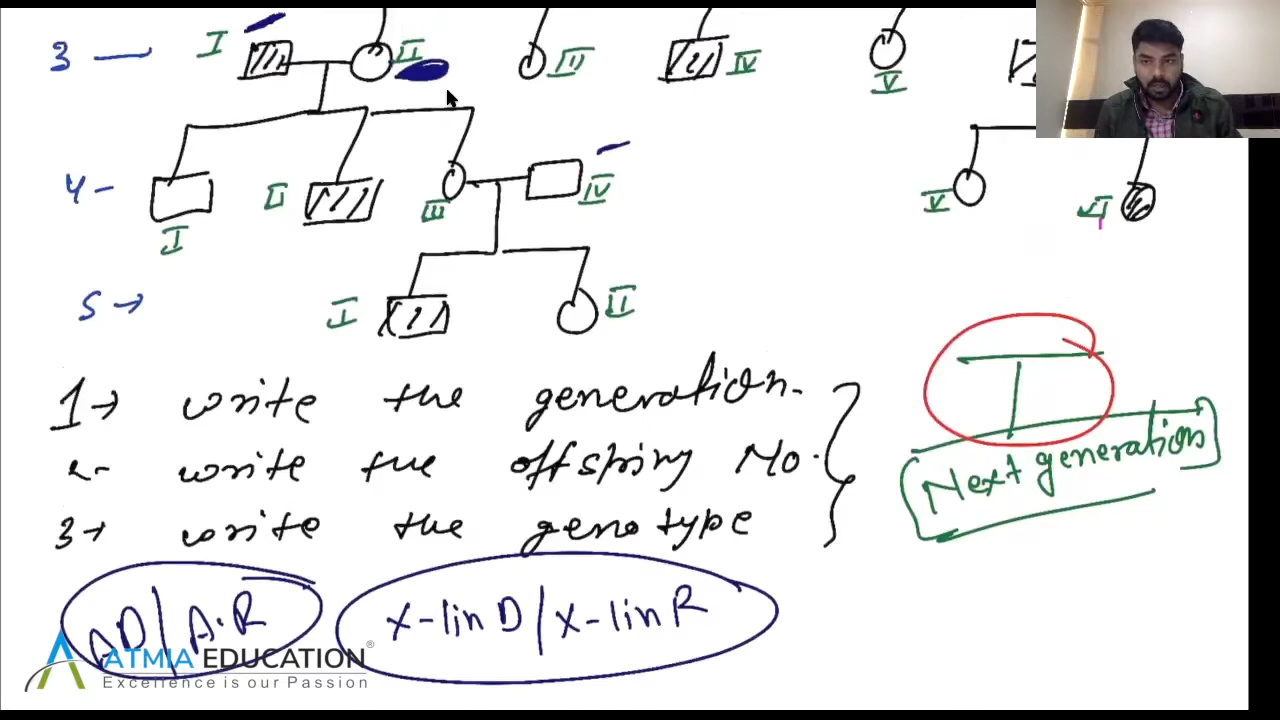 3 — I II III IV V
4 - I II III IV V VI
5 → I II
1→ write the generation.
2- write the offspring No.
3→ write the genotype
Next generation
AD/A.R X-lin D/X-lin R
ATMIA EDUCATION®
Excellence is our Passion